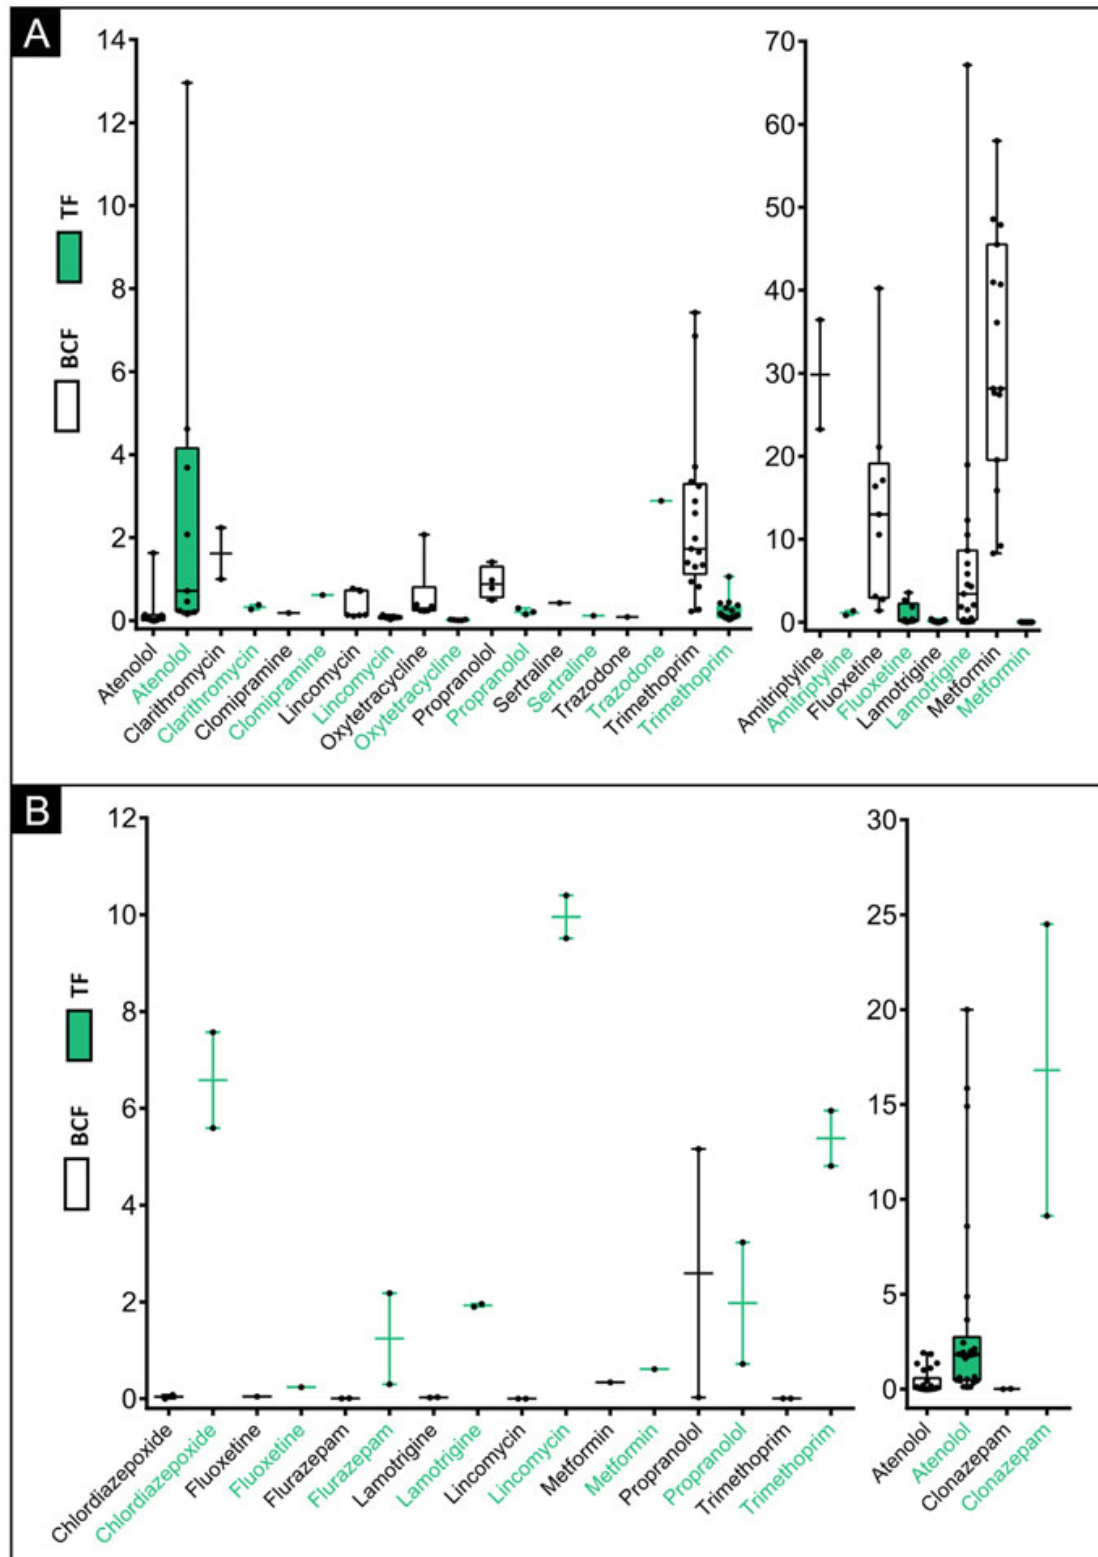 A
TF
BCF
14
12
10
8
6
4
2
0
Atenolol
Atenolol
Clarithromycin
Clarithromycin
Clomipramine
Clomipramine
Lincomycin
Lincomycin
Oxytetracycline
Oxytetracycline
Propranolol
Propranolol
Sertraline
Sertraline
Trazodone
Trazodone
Trimethoprim
Trimethoprim
70
60
50
40
30
20
10
0
Amitriptyline
Amitriptyline
Fluoxetine
Fluoxetine
Lamotrigine
Lamotrigine
Metformin
Metformin
B
TF
BCF
12
10
8
6
4
2
0
Chlordiazepoxide
Chlordiazepoxide
Fluoxetine
Fluoxetine
Flurazepam
Flurazepam
Lamotrigine
Lamotrigine
Lincomycin
Lincomycin
Metformin
Metformin
Propranolol
Propranolol
Trimethoprim
Trimethoprim
30
25
20
15
10
5
0
Atenolol
Atenolol
Clonazepam
Clonazepam